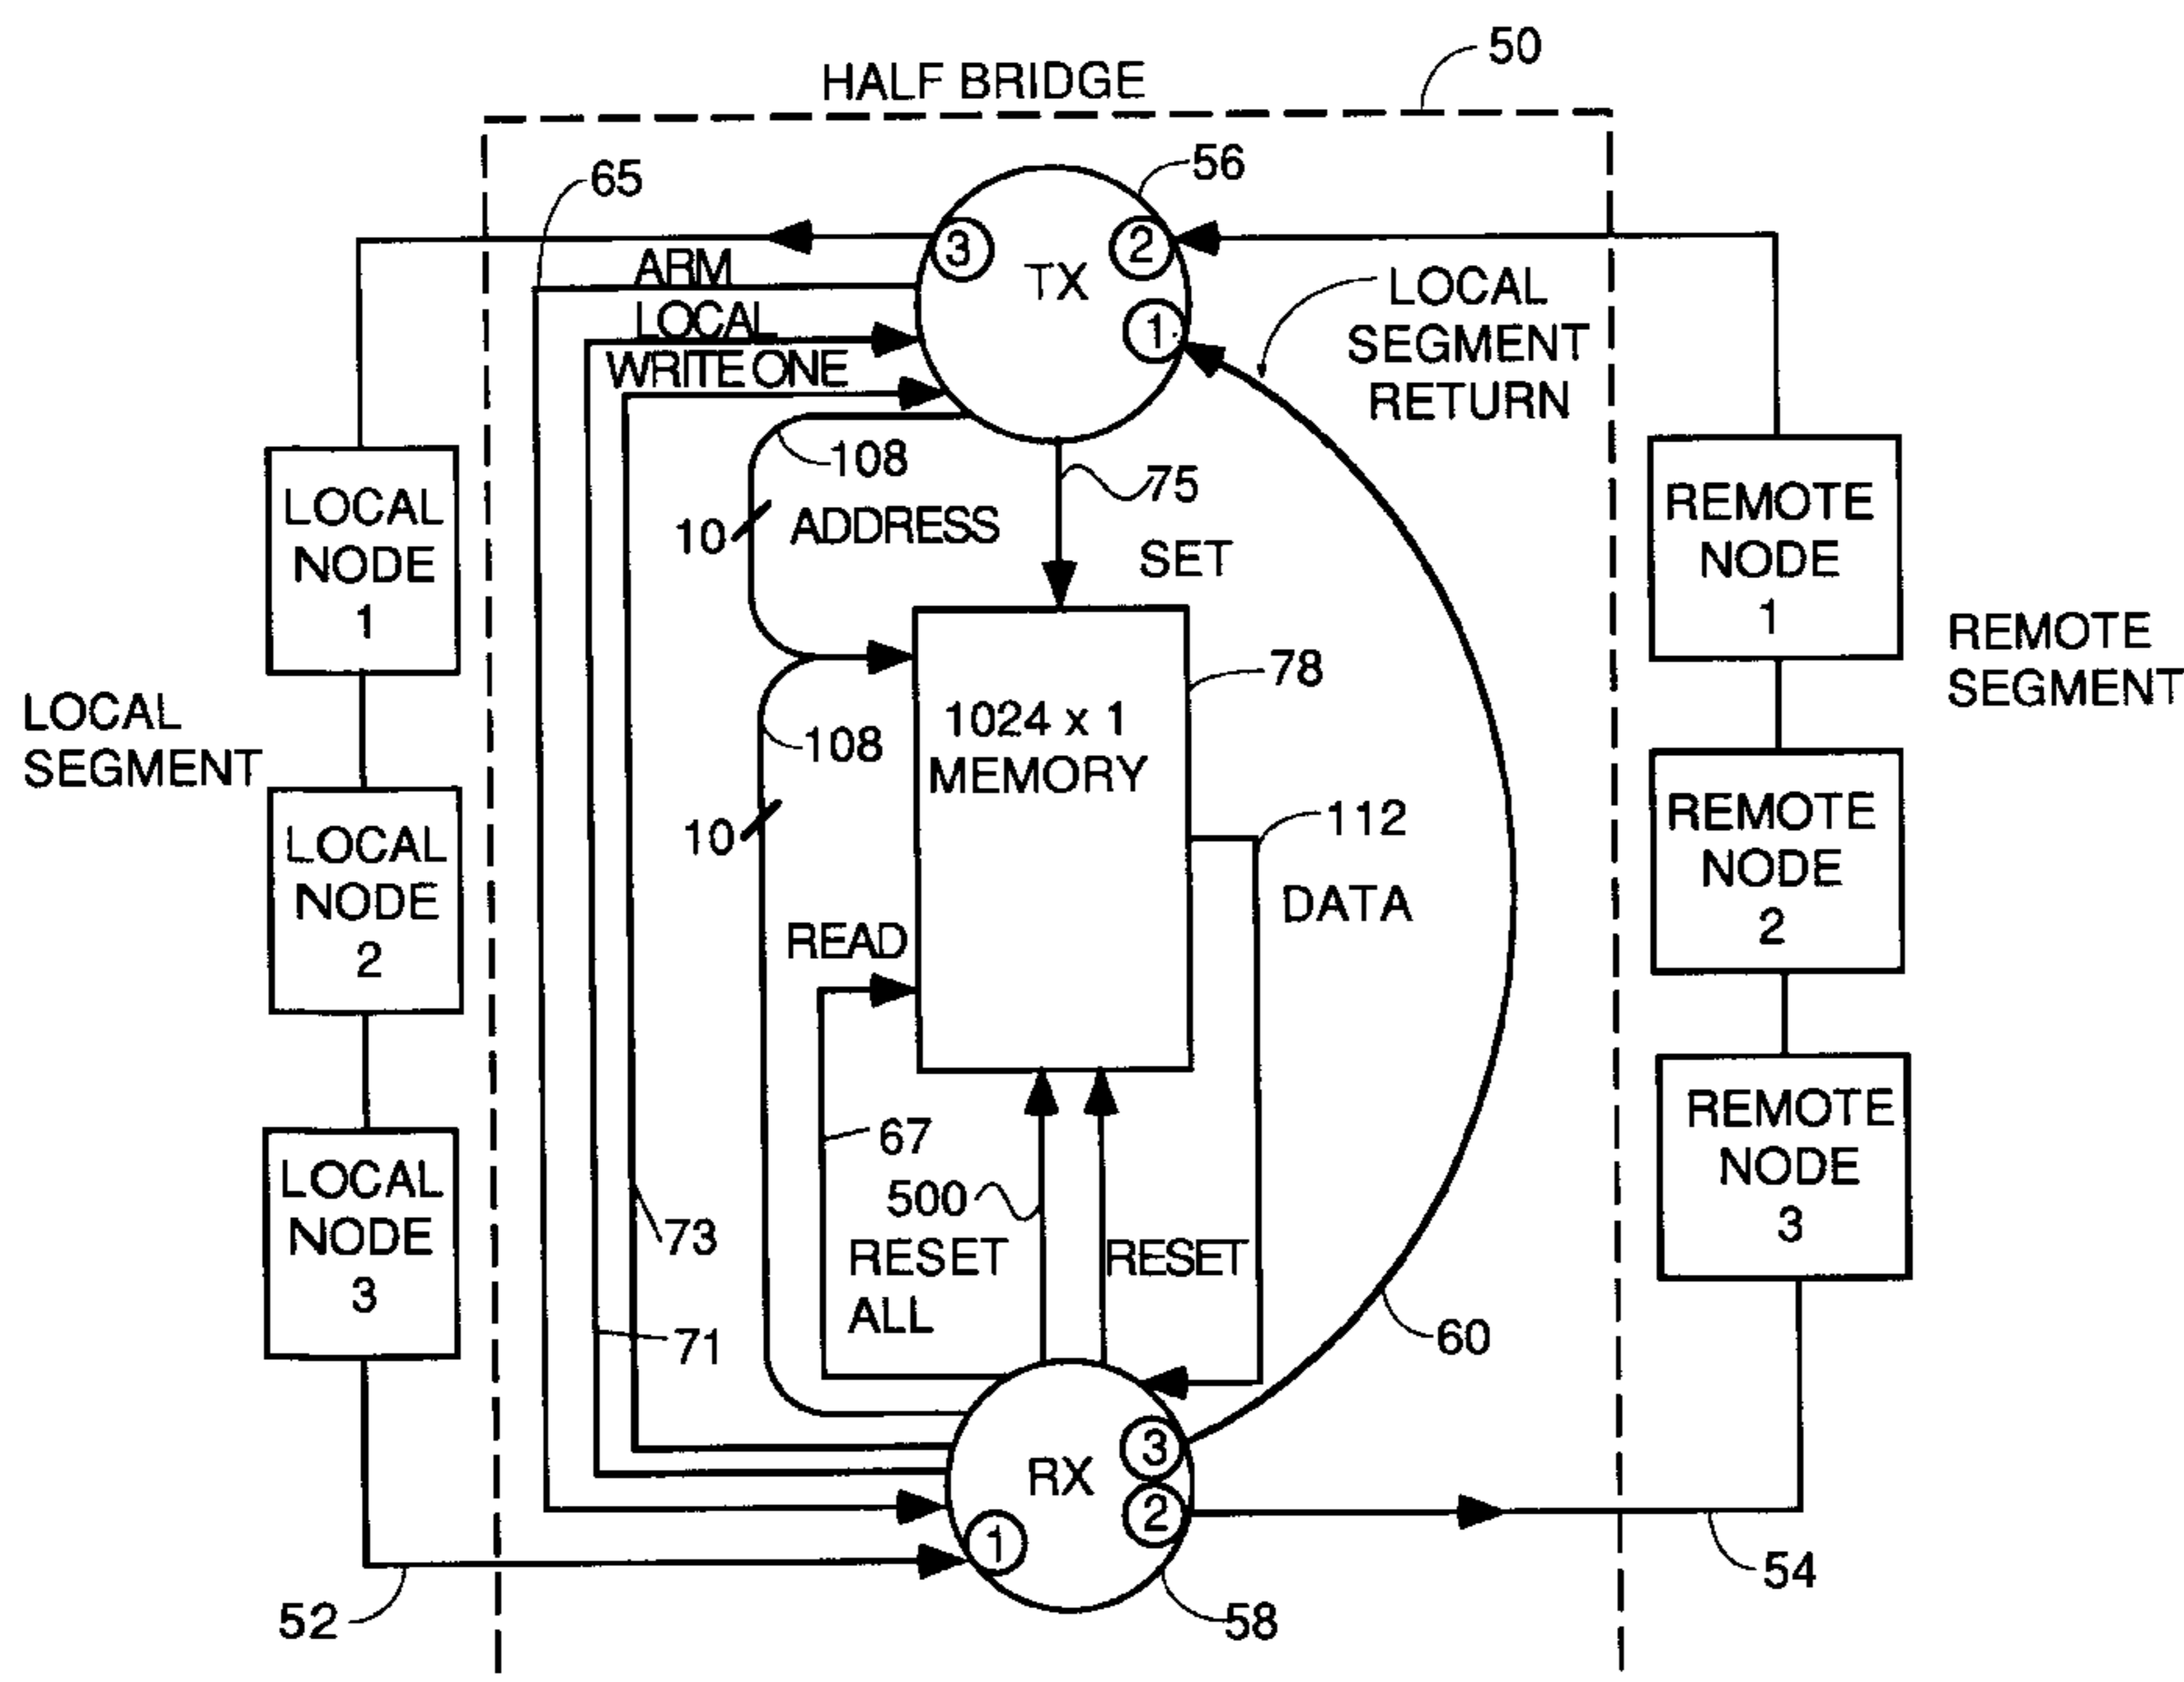 50
HALF BRIDGE
56
65
3
2
TX
1
ARM
LOCAL
WRITE ONE
LOCAL
SEGMENT
RETURN
108
75
10
ADDRESS
SET
LOCAL
NODE
1
REMOTE
NODE
1
REMOTE
SEGMENT
LOCAL
SEGMENT
78
1024 x 1
MEMORY
108
10
112
DATA
LOCAL
NODE
2
REMOTE
NODE
2
READ
67
500
RESET
ALL
RESET
LOCAL
NODE
3
REMOTE
NODE
3
73
71
60
3
RX
2
1
54
52
58